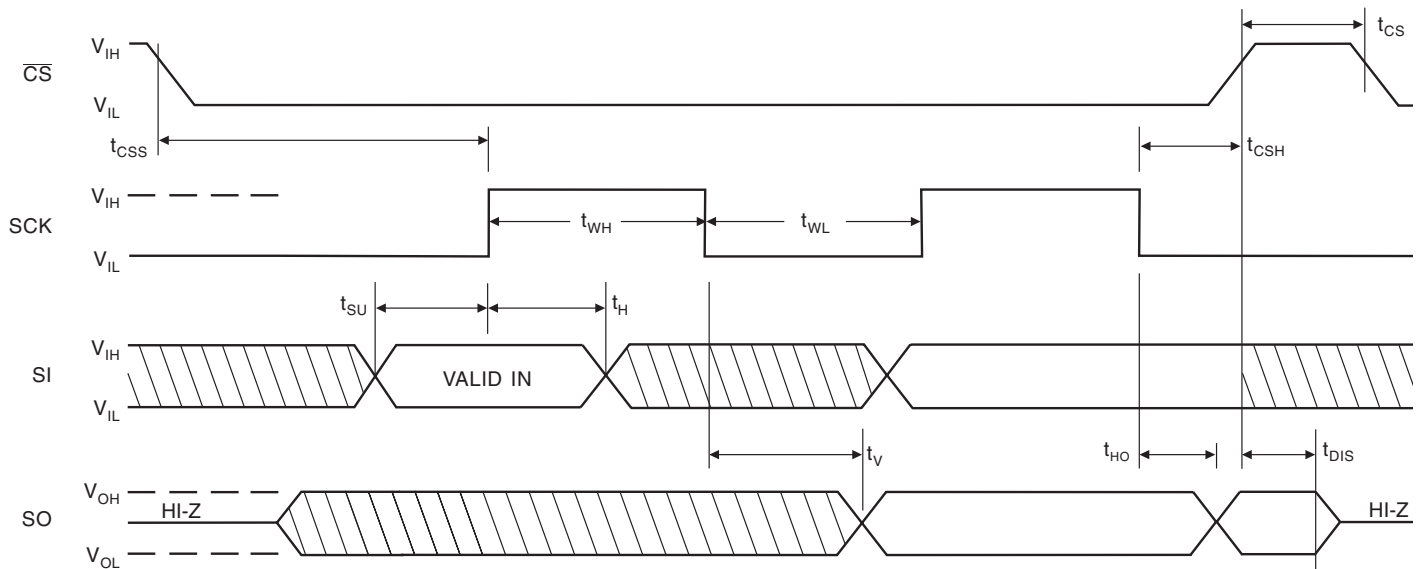 V_IH
t_CS
C̅S̅
V_IL
t_CSS
t_CSH
V_IH
SCK
t_WH
t_WL
V_IL
t_SU
t_H
V_IH
SI
VALID IN
V_IL
t_V
t_HO
t_DIS
V_OH
HI-Z
HI-Z
SO
V_OL